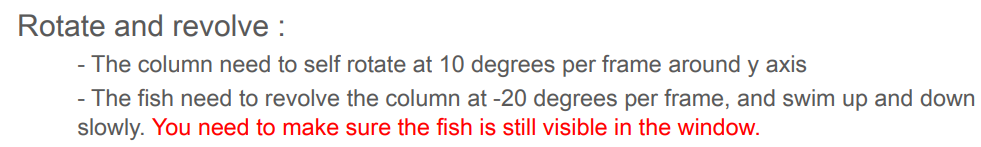 Rotate and revolve :
- The column need to self rotate at 10 degrees per frame around y axis
- The fish need to revolve the column at -20 degrees per frame, and swim up and down
slowly. You need to make sure the fish is still visible in the window.